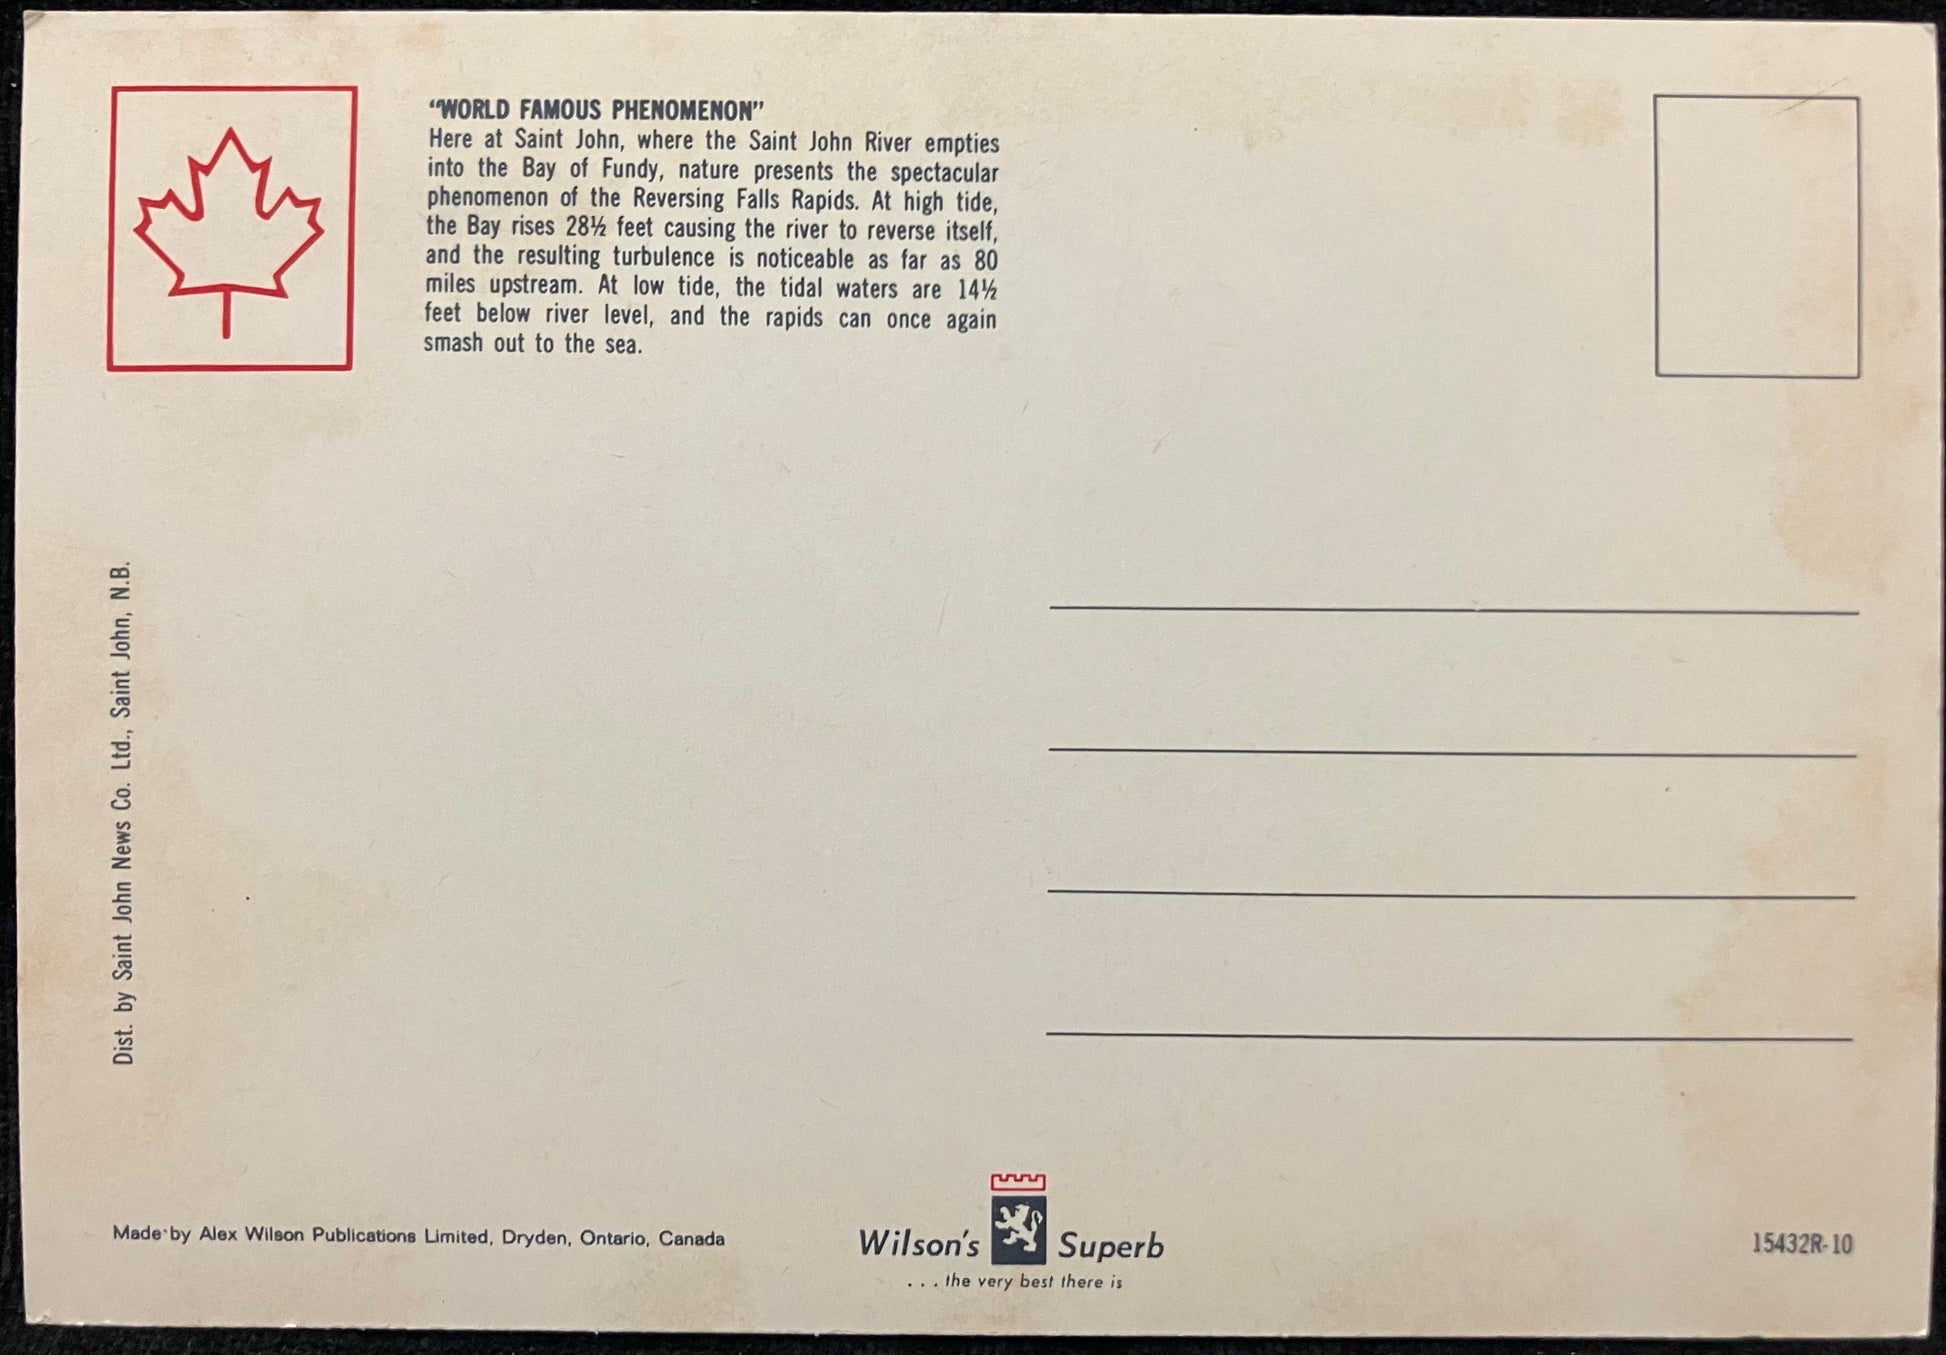 “WORLD FAMOUS PHENOMENON”
Here at Saint John, where the Saint John River empties
into the Bay of Fundy, nature presents the spectacular
phenomenon of the Reversing Falls Rapids. At high tide,
the Bay rises 28½ feet causing the river to reverse itself,
and the resulting turbulence is noticeable as far as 80
miles upstream. At low tide, the tidal waters are 14½
feet below river level, and the rapids can once again
smash out to the sea.
Dist. by Saint John News Co. Ltd., Saint John, N.B.
Made by Alex Wilson Publications Limited, Dryden, Ontario, Canada
Wilson's Superb
. . . the very best there is
15432R-10